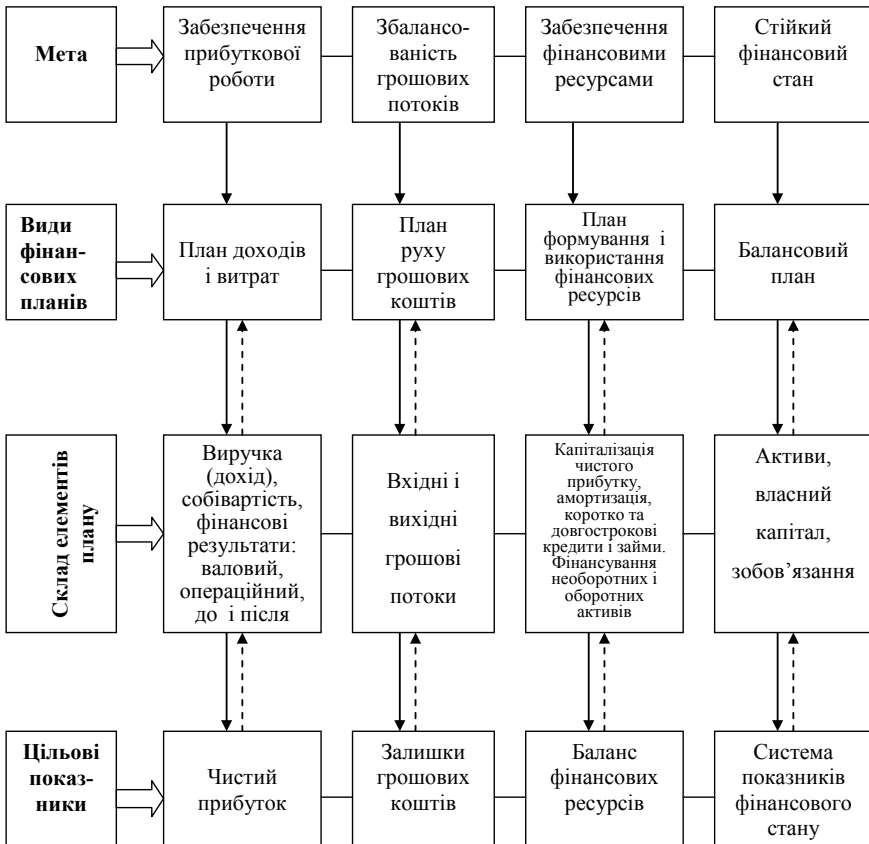 Мета
Забезпечення
прибуткової
роботи
Збалансо-
ваність
грошових
потоків
Забезпечення
фінансовими
ресурсами
Стійкий
фінансовий
стан
Види
фінан-
сових
планів
План доходів
і витрат
План
руху
грошових
коштів
План
формування і
використання
фінансових
ресурсів
Балансовий
план
Склад елементів
плану
Виручка
(дохід),
собівартість,
фінансові
результати:
валовий,
операційний,
до і після
Вхідні і
вихідні
грошові
потоки
Капіталізація
чистого
прибутку,
амортизація,
коротко та
довгострокові
кредити і займи.
Фінансування
необоротних і
оборотних
активів
Активи,
власний
капітал,
зобов’язання
Цільові
показ-
ники
Чистий
прибуток
Залишки
грошових
коштів
Баланс
фінансових
ресурсів
Система
показників
фінансового
стану